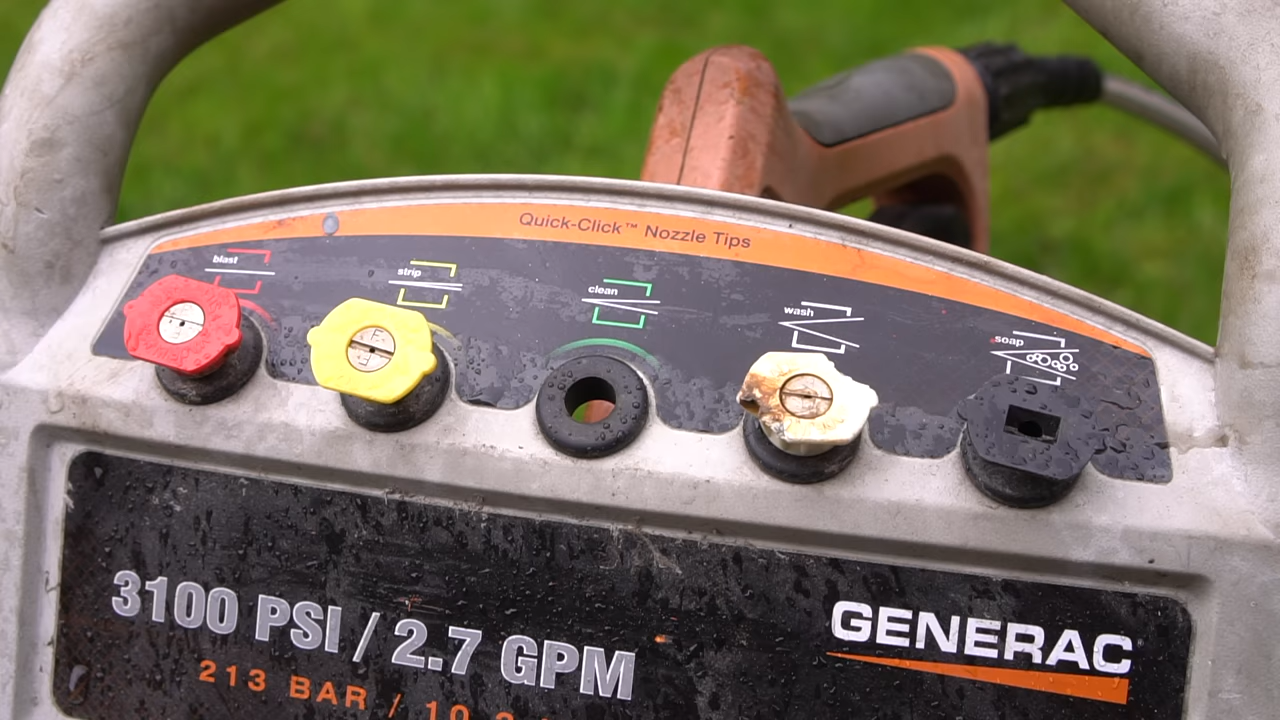 Quick-Click™ Nozzle Tips
blast
strip
clean
wash
soap
3100 PSI / 2.7 GPM
GENERAC
213 BAR /